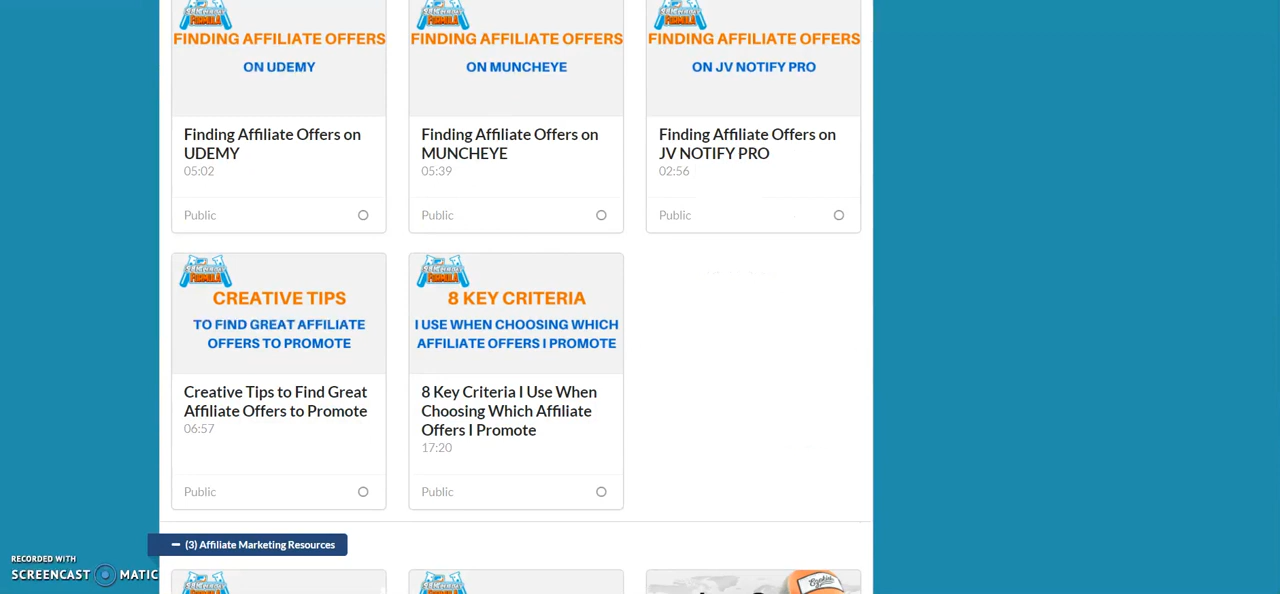 FORMULA FORMULA FORMULA
FINDING AFFILIATE OFFERS FINDING AFFILIATE OFFERS FINDING AFFILIATE OFFERS
ON UDEMY ON MUNCHEYE ON JV NOTIFY PRO
Finding Affiliate Offers on
UDEMY
05:02
Public
Finding Affiliate Offers on
MUNCHEYE
05:39
Public
Finding Affiliate Offers on
JV NOTIFY PRO
02:56
Public
FORMULA
CREATIVE TIPS
TO FIND GREAT AFFILIATE
OFFERS TO PROMOTE
Creative Tips to Find Great
Affiliate Offers to Promote
06:57
Public
FORMULA
8 KEY CRITERIA
I USE WHEN CHOOSING WHICH
AFFILIATE OFFERS I PROMOTE
8 Key Criteria I Use When
Choosing Which Affiliate
Offers I Promote
17:20
Public
(3) Affiliate Marketing Resources
RECORDED WITH
SCREENCAST MATIC